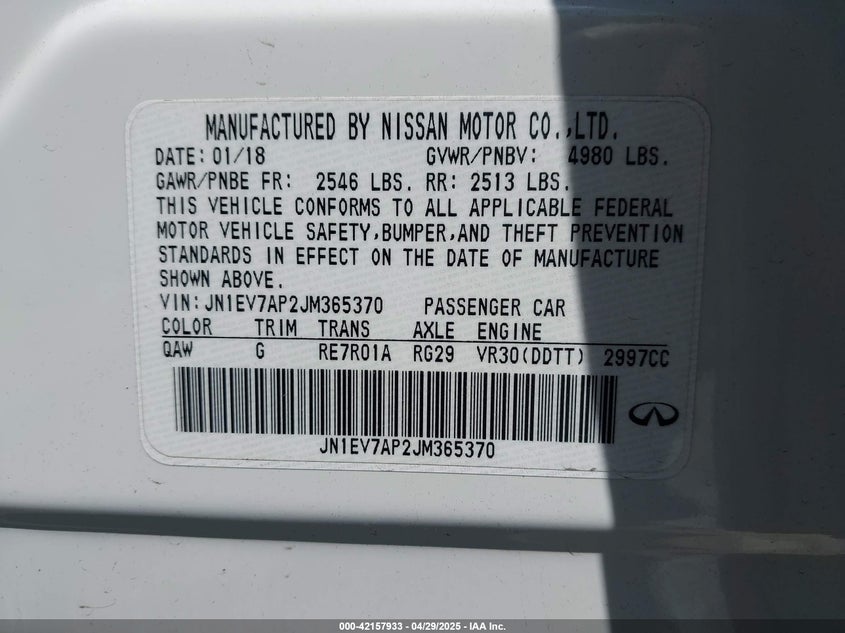 MANUFACTURED BY NISSAN MOTOR CO.,LTD.
DATE: 01/18 GVWR/PNBV: 4980 LBS.
GAWR/PNBE FR: 2546 LBS. RR: 2513 LBS.
THIS VEHICLE CONFORMS TO ALL APPLICABLE FEDERAL
MOTOR VEHICLE SAFETY,BUMPER,AND THEFT PREVENTION
STANDARDS IN EFFECT ON THE DATE OF MANUFACTURE
SHOWN ABOVE.
VIN: JN1EV7AP2JM365370 PASSENGER CAR
COLOR TRIM TRANS AXLE ENGINE
QAW G RE7R01A RG29 VR30(DDTT) 2997CC
JN1EV7AP2JM365370
000-42157933 - 04/29/2025 - IAA Inc.